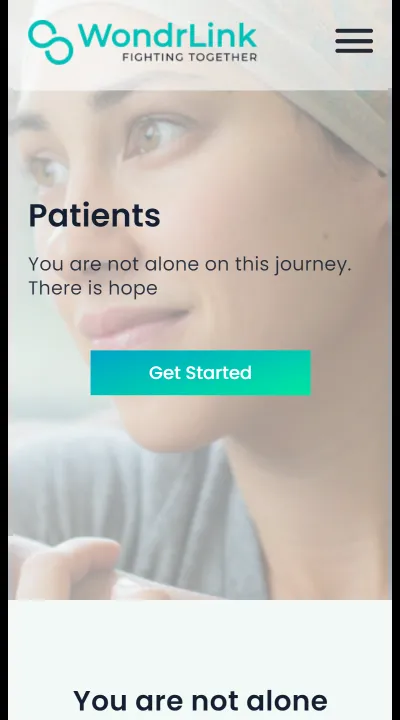 WondrLink
FIGHTING TOGETHER
Patients
You are not alone on this journey.
There is hope
Get Started
You are not alone